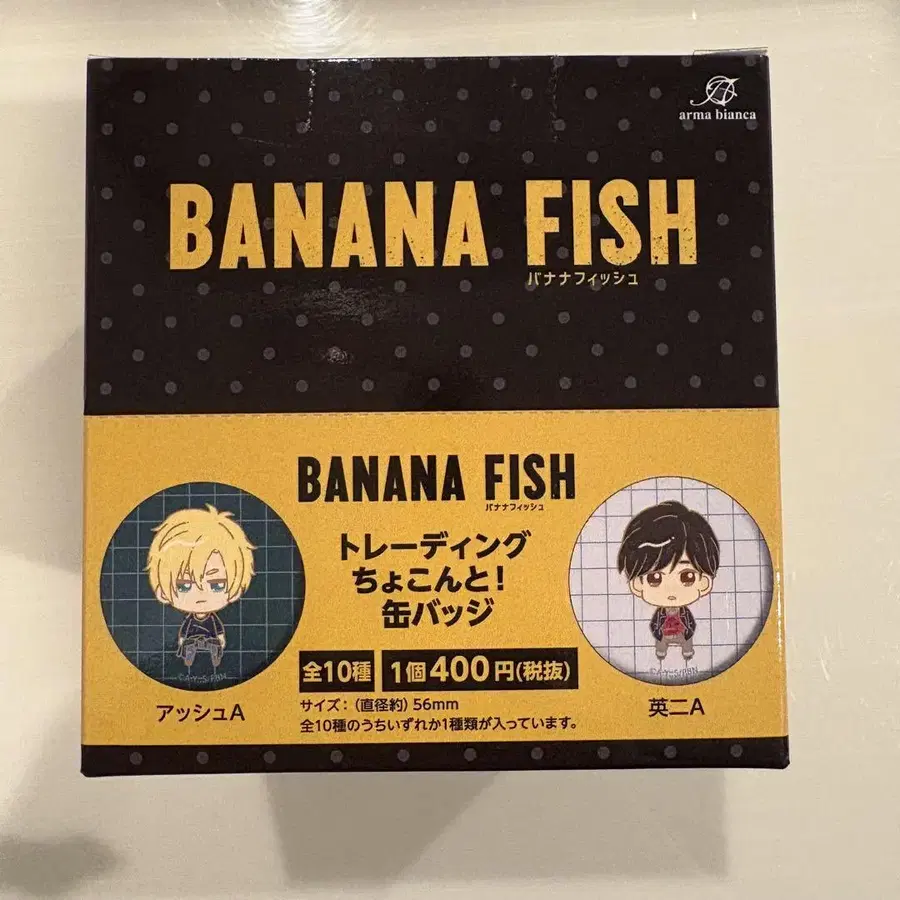 arma bianca
BANANA FISH
バナナフィッシュ
BANANA FISH
バナナフィッシュ
トレーディング
ちょこんと!
缶バッジ
全10種 1個400円(税抜)
サイズ:(直径約)56mm
全10種のうちいずれか1種類が入っています。
アッシュA
英二A